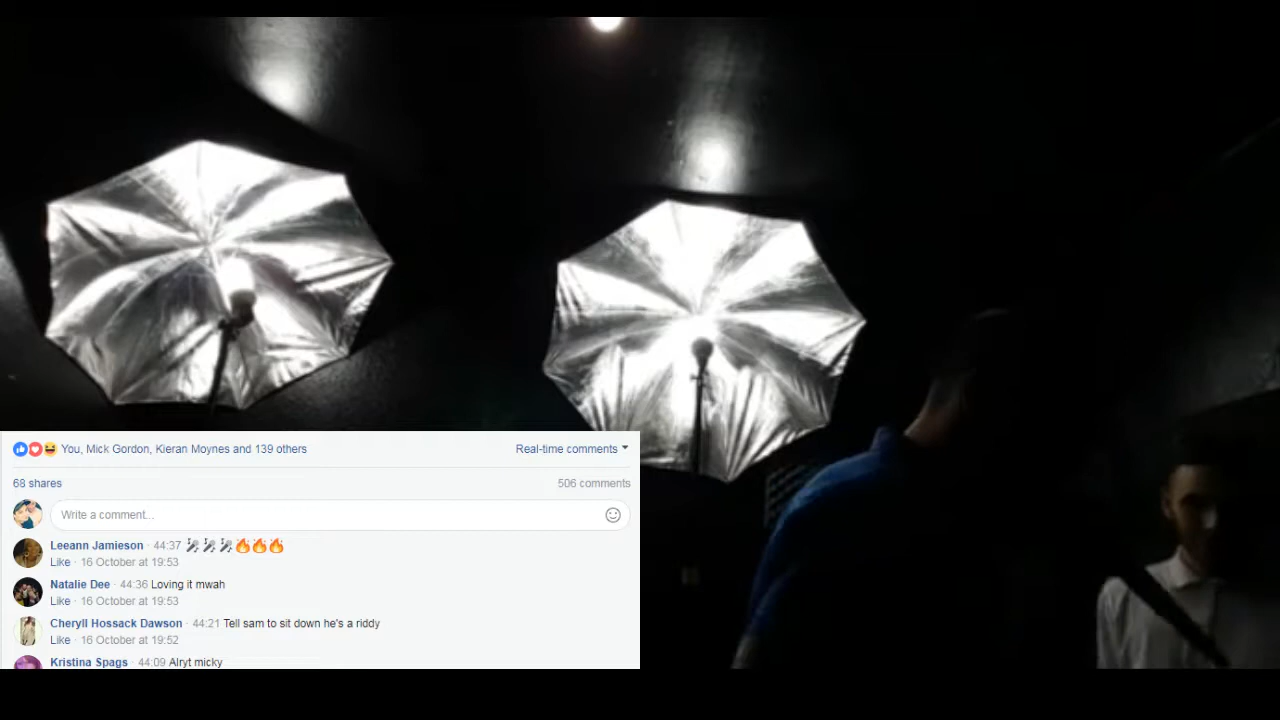 You, Mick Gordon, Kieran Moynes and 139 others
Real-time comments
68 shares
506 comments
Write a comment...
Leeann Jamieson · 44:37 🎤🎤🎤🔥🔥🔥
Like · 16 October at 19:53
Natalie Dee · 44:36 Loving it mwah
Like · 16 October at 19:53
Cheryll Hossack Dawson · 44:21 Tell sam to sit down he's a riddy
Like · 16 October at 19:52
Kristina Spags · 44:09 Alryt micky